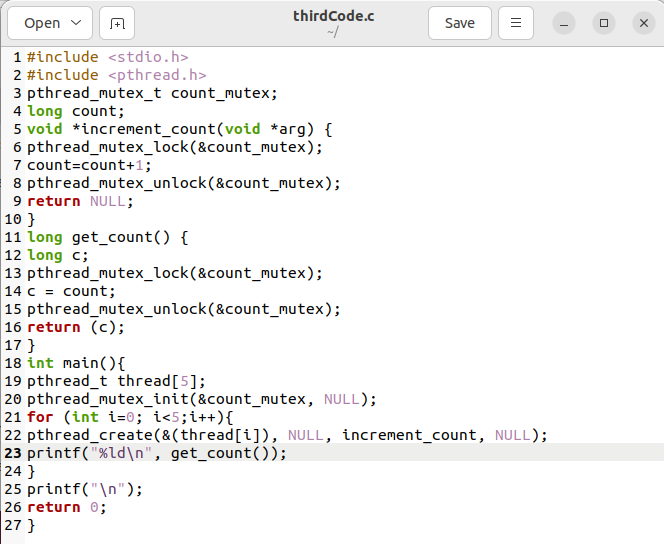 Open
thirdCode.c
~/
Save
1 #include <stdio.h>
2 #include <pthread.h>
3 pthread_mutex_t count_mutex;
4 long count;
5 void *increment_count(void *arg) {
6 pthread_mutex_lock(&count_mutex);
7 count=count+1;
8 pthread_mutex_unlock(&count_mutex);
9 return NULL;
10 }
11 long get_count() {
12 long c;
13 pthread_mutex_lock(&count_mutex);
14 c = count;
15 pthread_mutex_unlock(&count_mutex);
16 return (c);
17 }
18 int main(){
19 pthread_t thread[5];
20 pthread_mutex_init(&count_mutex, NULL);
21 for (int i=0; i<5;i++){
22 pthread_create(&(thread[i]), NULL, increment_count, NULL);
23 printf("%ld\n", get_count());
24 }
25 printf("\n");
26 return 0;
27 }